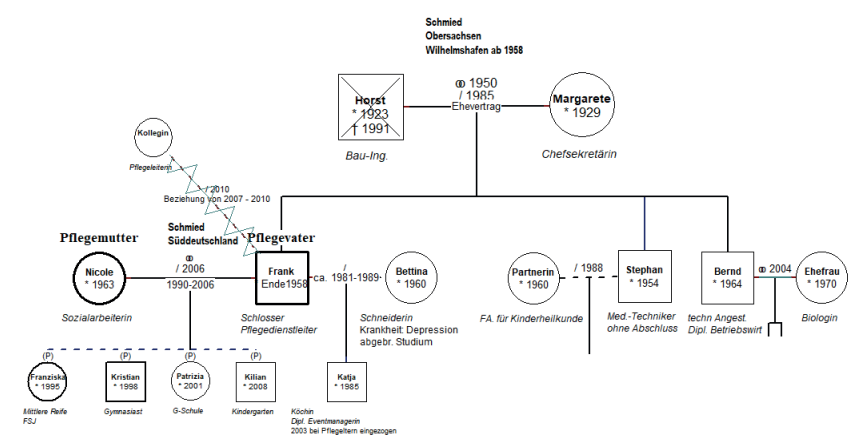 Schmied
Obersachsen
Wilhelmshafen ab 1958
⚭ 1950
/ 1985
Ehevertrag
Horst
* 1923
† 1991
Bau-Ing.
Margarete
* 1929
Chefsekretärin
Kollegin
Pflegeleiterin
/ 2010
Beziehung von 2007 - 2010
Schmied
Süddeutschland
Pflegemutter
Pflegevater
Nicole
* 1963
Sozialarbeiterin
⚭
/ 2006
1990-2006
Frank
Ende1958
Schlosser
Pflegedienstleiter
/
ca. 1981-1989
Bettina
* 1960
Schneiderin
Krankheit: Depression
abgebr. Studium
Partnerin
* 1960
FA. für Kinderheilkunde
/ 1988
Stephan
* 1954
Med.-Techniker
ohne Abschluss
Bernd
* 1964
techn Angest.
Dipl. Betriebswirt
⚭ 2004
Ehefrau
* 1970
Biologin
(P)
Franziska
* 1995
Mittlere Reife
FSJ
(P)
Kristian
* 1998
Gymnasiast
(P)
Patrizia
* 2001
G-Schule
(P)
Kilian
* 2008
Kindergarten
Katja
* 1985
Köchin
Dipl. Eventmanagerin
2003 bei Pflegeltern eingezogen